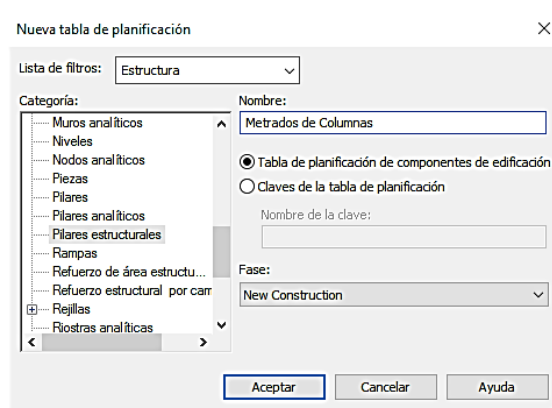 Nueva tabla de planificación
Lista de filtros: Estructura
Categoría:
Muros analíticos
Niveles
Nodos analíticos
Piezas
Pilares
Pilares analíticos
Pilares estructurales
Rampas
Refuerzo de área estructu...
Refuerzo estructural por cam
Rejillas
Riostras analíticas
Nombre:
Metrados de Columnas
Tabla de planificación de componentes de edificación
Claves de la tabla de planificación
Nombre de la clave:
Fase:
New Construction
Aceptar Cancelar Ayuda